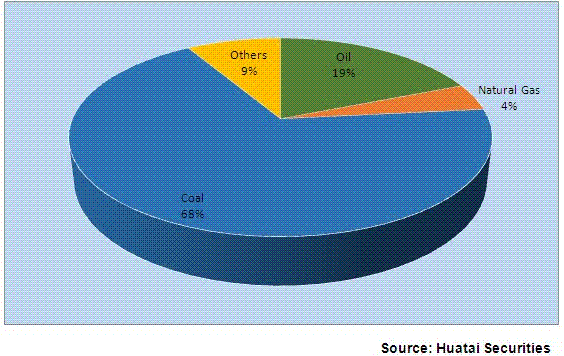 Others
9%
Oil
19%
Natural Gas
4%
Coal
68%
Source: Huatai Securities